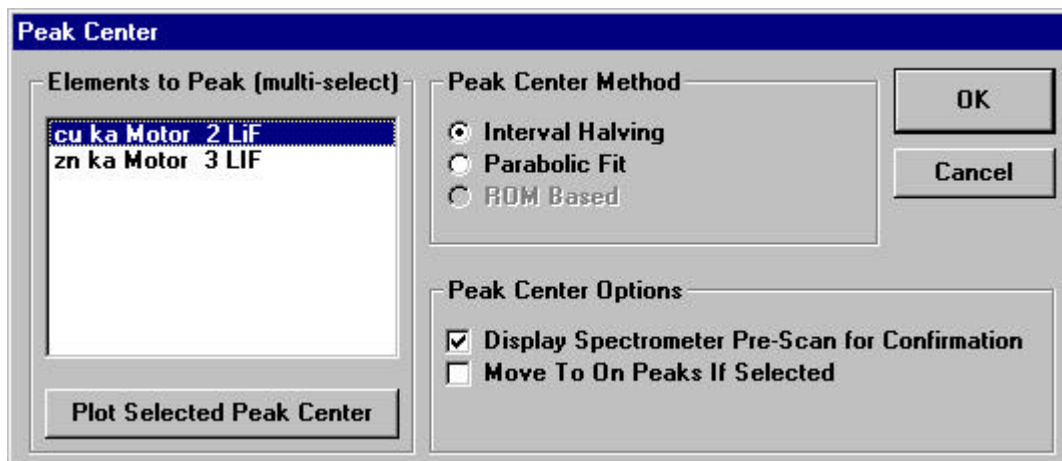 Peak Center
Elements to Peak (multi-select)
cu ka Motor 2 LiF
zn ka Motor 3 LIF
Plot Selected Peak Center
Peak Center Method
Interval Halving
Parabolic Fit
ROM Based
OK
Cancel
Peak Center Options
Display Spectrometer Pre-Scan for Confirmation
Move To On Peaks If Selected